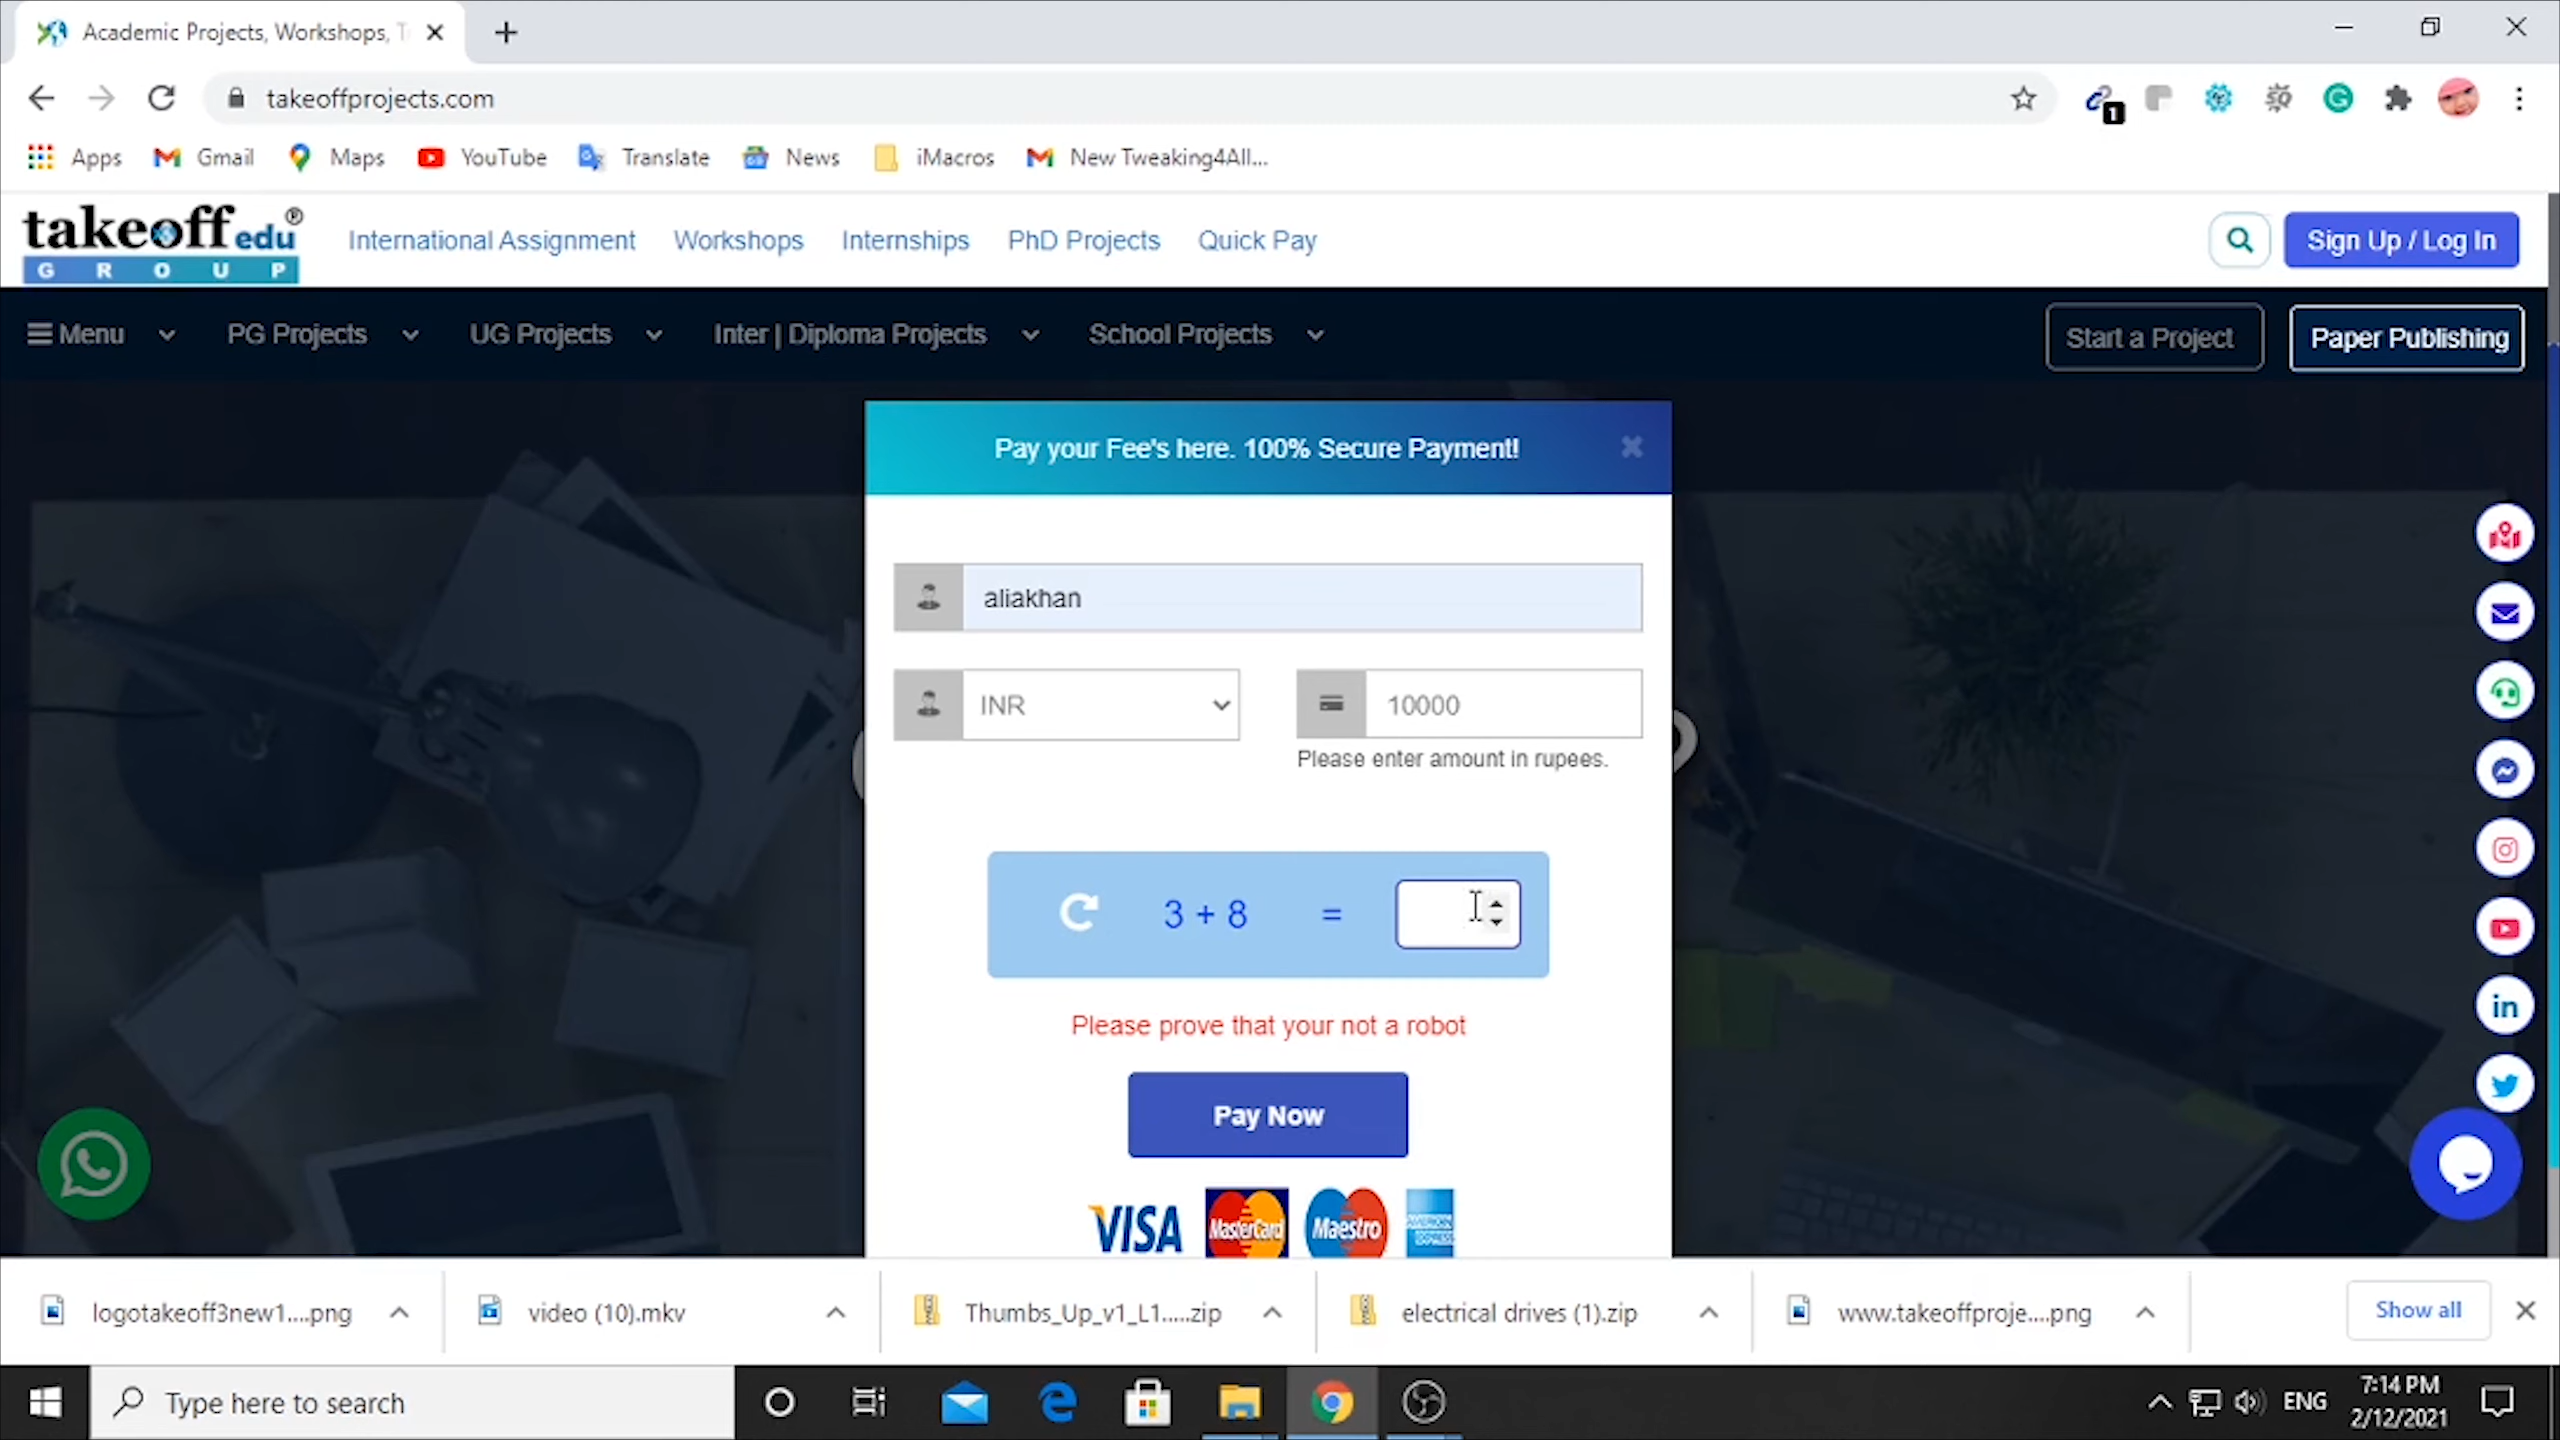 Academic Projects, Workshops, T
takeoffprojects.com
1
Apps Gmail Maps YouTube Translate News iMacros New Tweaking4All...
takeoff edu ®
GROUP
International Assignment Workshops Internships PhD Projects Quick Pay Sign Up / Log In
Menu PG Projects UG Projects Inter | Diploma Projects School Projects Start a Project Paper Publishing
Pay your Fee's here. 100% Secure Payment!
aliakhan
INR 10000
Please enter amount in rupees.
3 + 8 =
Please prove that your not a robot
Pay Now
VISA MasterCard Maestro AMERICAN EXPRESS
logotakeoff3new1....png video (10).mkv Thumbs_Up_v1_L1.....zip electrical drives (1).zip www.takeoffproje....png Show all
Type here to search ENG 7:14 PM
2/12/2021